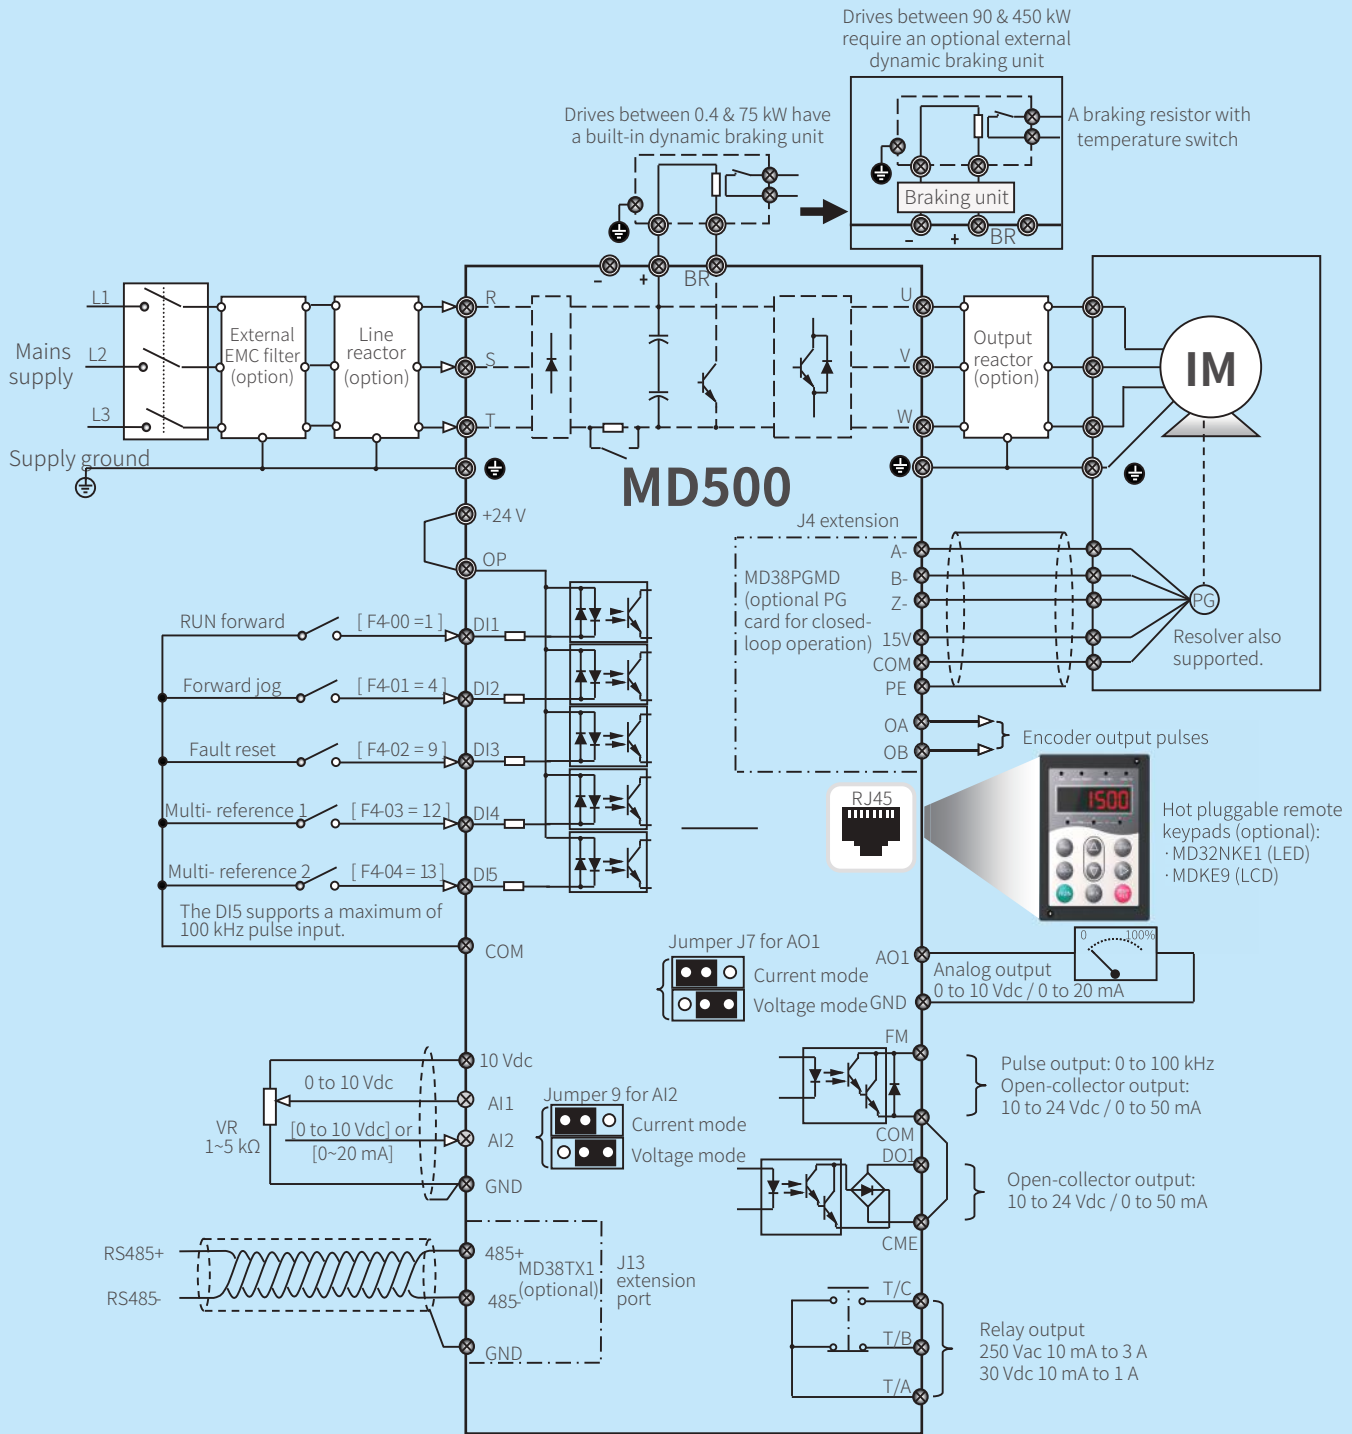 Drives between 90 & 450 kW
require an optional external
dynamic braking unit
Drives between 0.4 & 75 kW have
a built-in dynamic braking unit
A braking resistor with
temperature switch
Braking unit
- + BR
- + BR
Mains
supply
L1
L2
L3
Supply ground
External
EMC filter
(option)
Line
reactor
(option)
R
S
T
U
V
W
Output
reactor
(option)
IM
MD500
+24 V
OP
RUN forward
[ F4-00 =1 ]
DI1
Forward jog
[ F4-01 = 4 ]
DI2
Fault reset
[ F4-02 = 9 ]
DI3
Multi- reference 1
[ F4-03 = 12 ]
DI4
Multi- reference 2
[ F4-04 = 13 ]
DI5
The DI5 supports a maximum of
100 kHz pulse input.
COM
J4 extension
MD38PGMD
(optional PG
card for closed-
loop operation)
A-
B-
Z-
15V
COM
PE
OA
OB
PG
Resolver also
supported.
Encoder output pulses
RJ45
1500
Hot pluggable remote
keypads (optional):
· MD32NKE1 (LED)
· MDKE9 (LCD)
Jumper J7 for AO1
Current mode
Voltage mode
AO1
GND
Analog output
0 to 10 Vdc / 0 to 20 mA
0 100%
FM
COM
Pulse output: 0 to 100 kHz
Open-collector output:
10 to 24 Vdc / 0 to 50 mA
DO1
CME
Open-collector output:
10 to 24 Vdc / 0 to 50 mA
10 Vdc
0 to 10 Vdc
AI1
VR
1~5 kΩ
[0 to 10 Vdc] or
[0~20 mA]
AI2
GND
Jumper 9 for AI2
Current mode
Voltage mode
RS485+
RS485-
485+
485-
GND
MD38TX1
(optional)
J13
extension
port
T/C
T/B
T/A
Relay output
250 Vac 10 mA to 3 A
30 Vdc 10 mA to 1 A